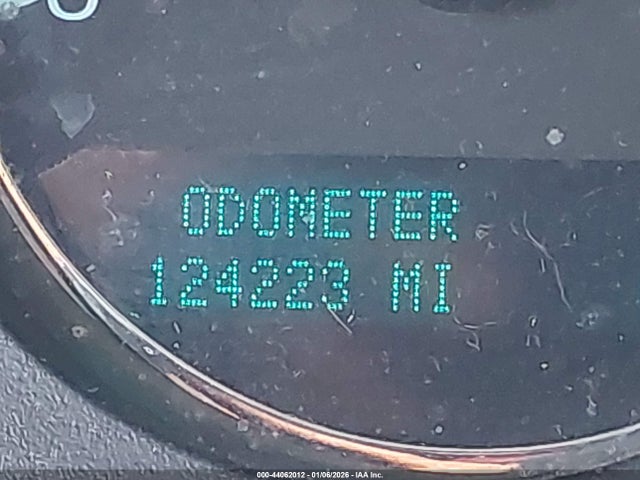 ODOMETER
124223 MI
000-44062012 - 01/06/2026 - IAA Inc.